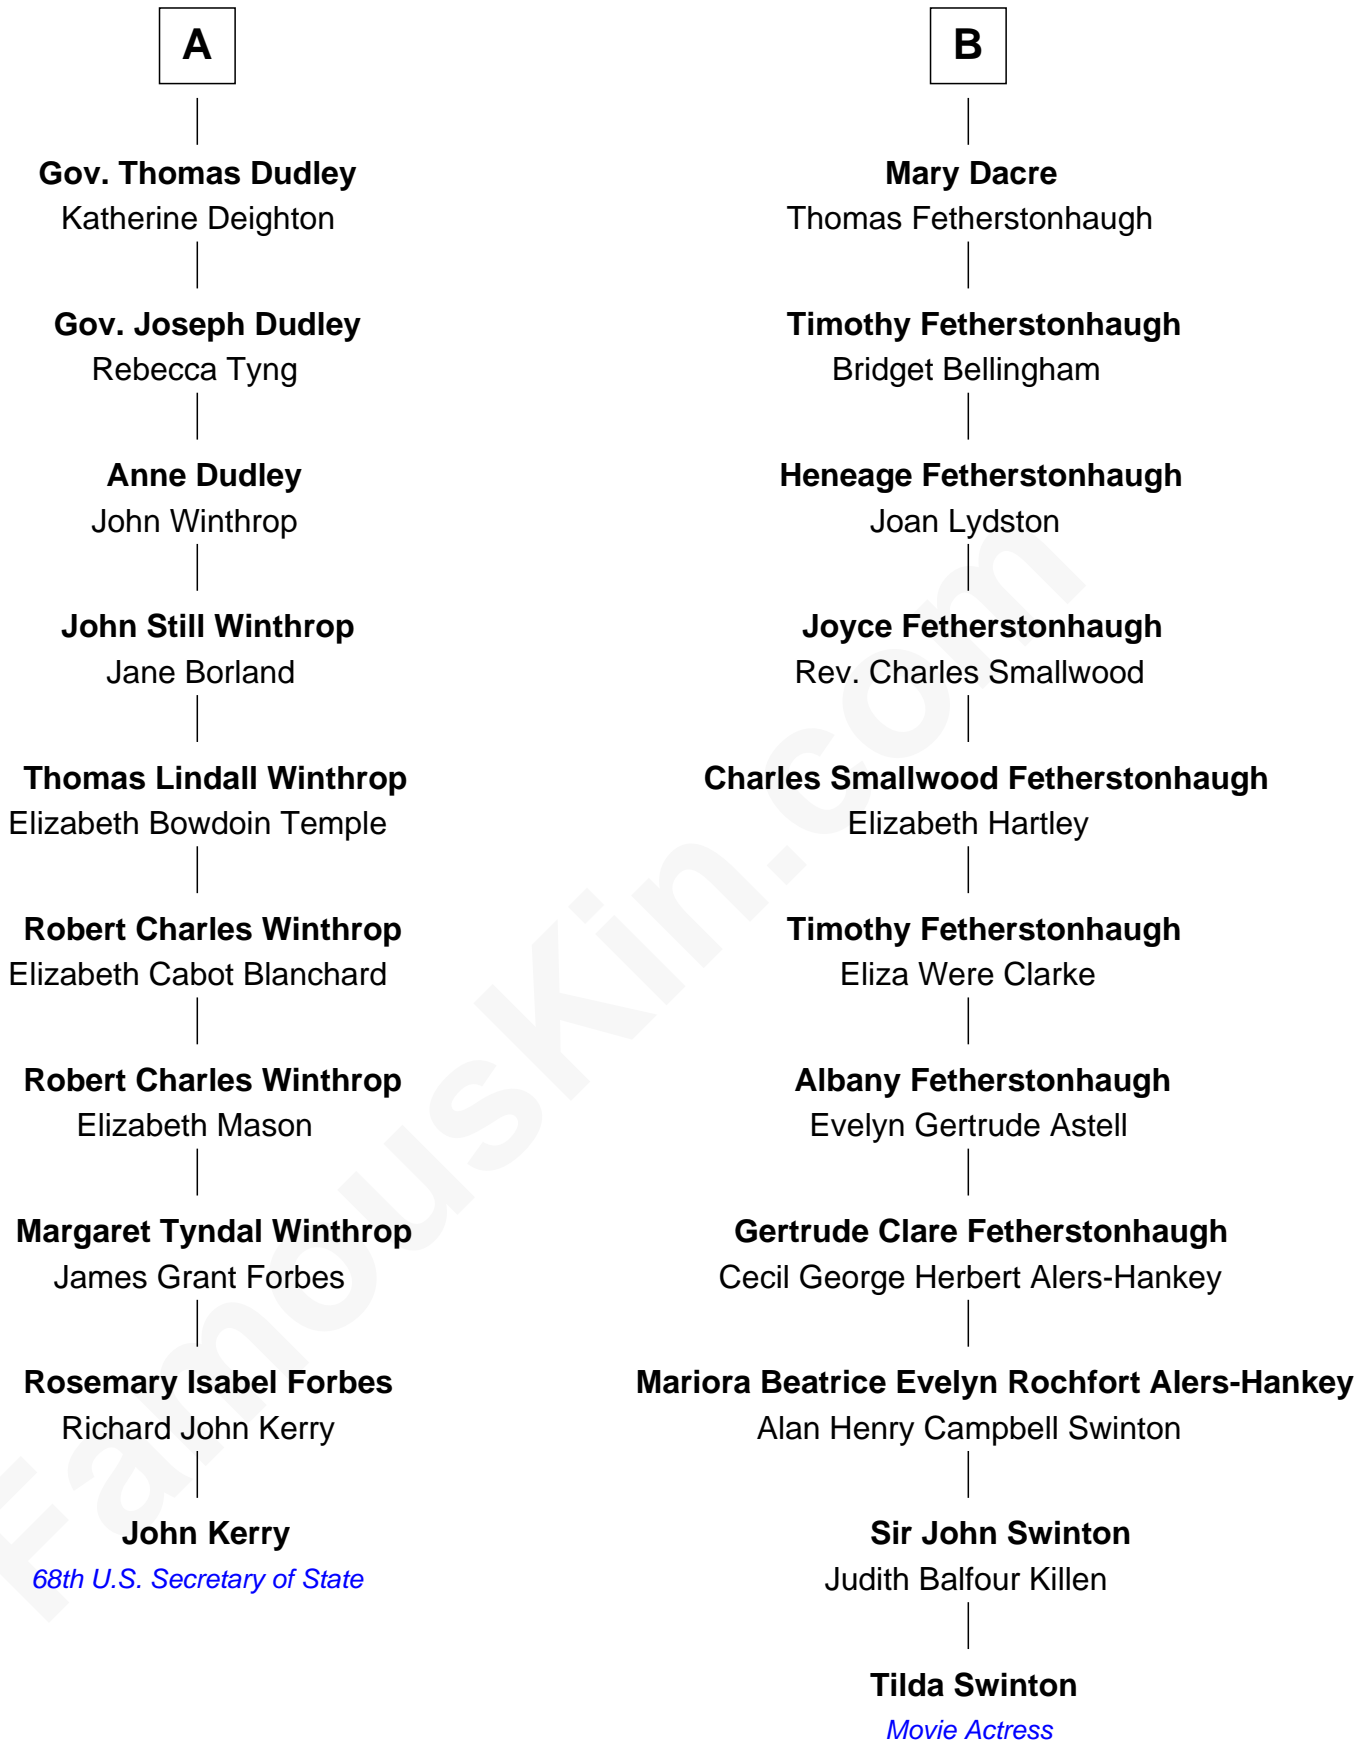 A
Gov. Thomas Dudley
Katherine Deighton
Gov. Joseph Dudley
Rebecca Tyng
Anne Dudley
John Winthrop
John Still Winthrop
Jane Borland
Thomas Lindall Winthrop
Elizabeth Bowdoin Temple
Robert Charles Winthrop
Elizabeth Cabot Blanchard
Robert Charles Winthrop
Elizabeth Mason
Margaret Tyndal Winthrop
James Grant Forbes
Rosemary Isabel Forbes
Richard John Kerry
John Kerry
68th U.S. Secretary of State
B
Mary Dacre
Thomas Fetherstonhaugh
Timothy Fetherstonhaugh
Bridget Bellingham
Heneage Fetherstonhaugh
Joan Lydston
Joyce Fetherstonhaugh
Rev. Charles Smallwood
Charles Smallwood Fetherstonhaugh
Elizabeth Hartley
Timothy Fetherstonhaugh
Eliza Were Clarke
Albany Fetherstonhaugh
Evelyn Gertrude Astell
Gertrude Clare Fetherstonhaugh
Cecil George Herbert Alers-Hankey
Mariora Beatrice Evelyn Rochfort Alers-Hankey
Alan Henry Campbell Swinton
Sir John Swinton
Judith Balfour Killen
Tilda Swinton
Movie Actress
FamousKin.com